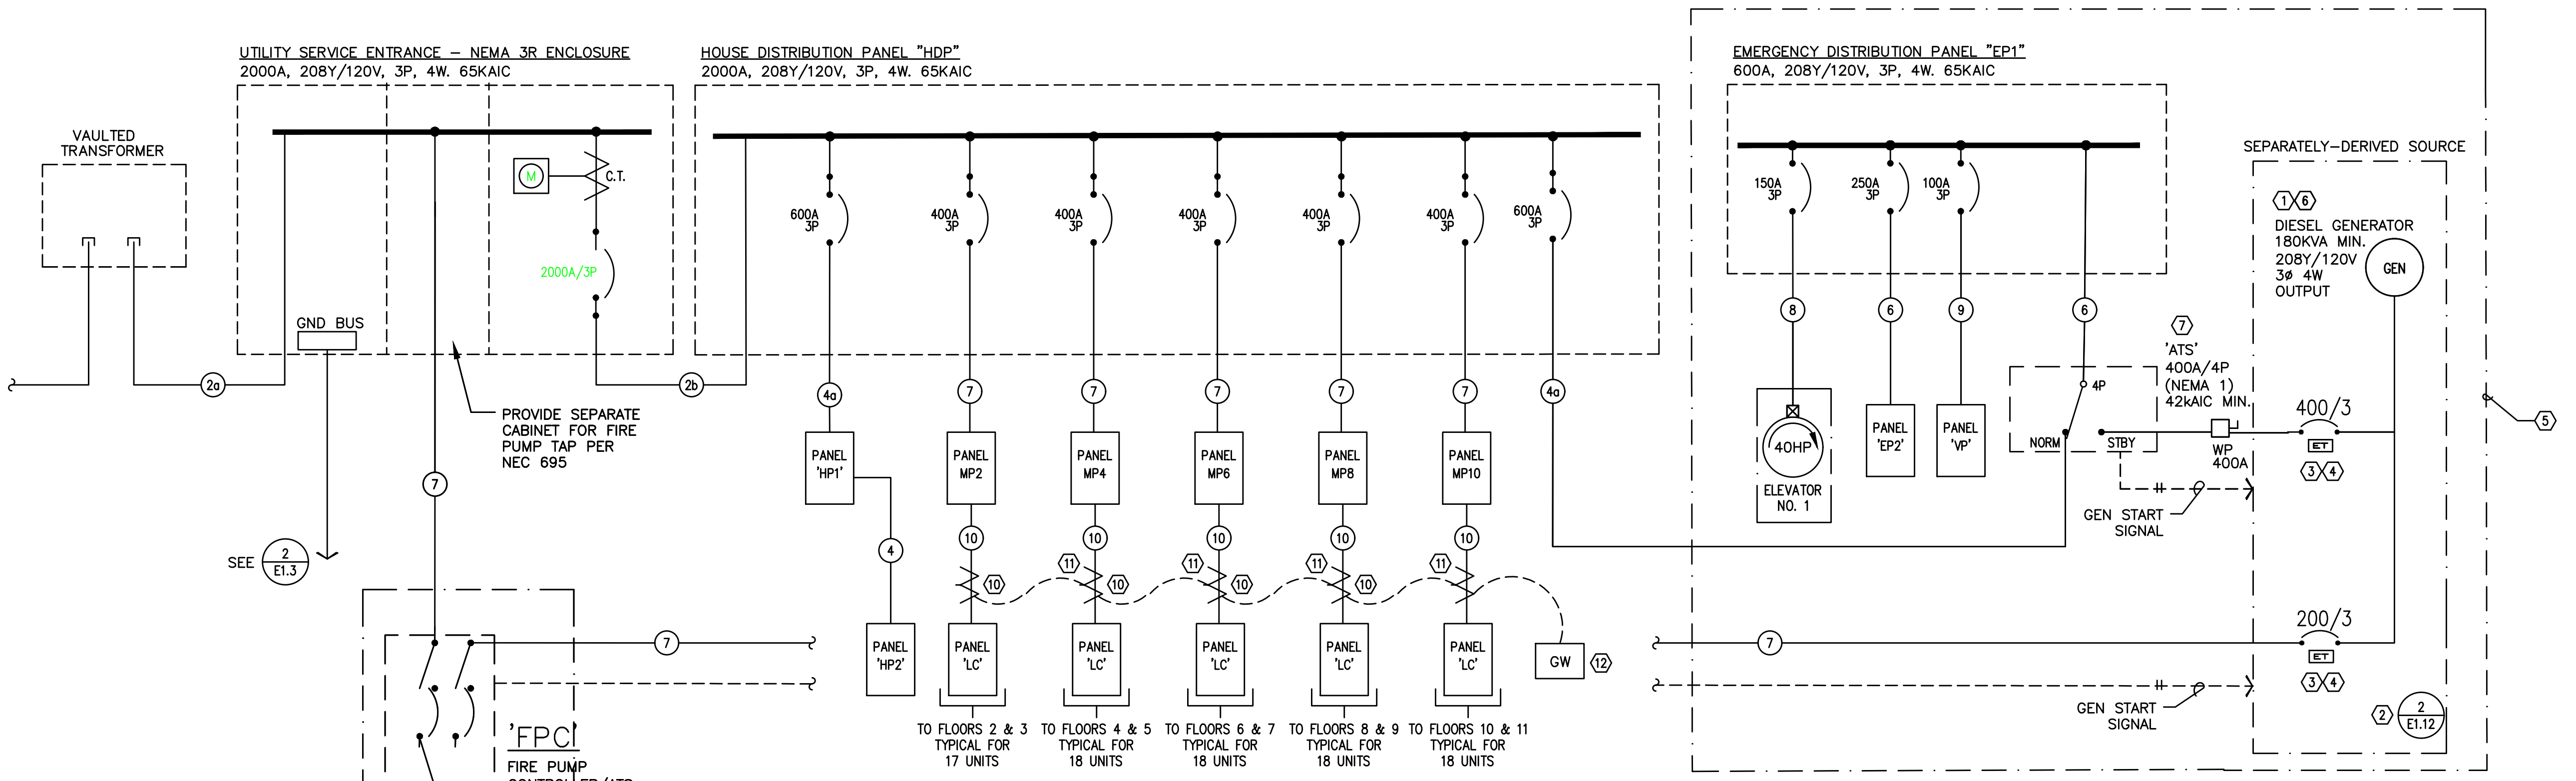 UTILITY SERVICE ENTRANCE – NEMA 3R ENCLOSURE
2000A, 208Y/120V, 3P, 4W. 65KAIC
VAULTED
TRANSFORMER
M
C.T.
2000A/3P
GND BUS
2a
2b
PROVIDE SEPARATE
CABINET FOR FIRE
PUMP TAP PER
NEC 695
7
SEE
2
E1.3
7
'FPC'
FIRE PUMP
HOUSE DISTRIBUTION PANEL "HDP"
2000A, 208Y/120V, 3P, 4W. 65KAIC
600A
3P
400A
3P
400A
3P
400A
3P
400A
3P
400A
3P
600A
3P
4a
7
7
7
7
7
4a
PANEL
'HP1'
PANEL
MP2
PANEL
MP4
PANEL
MP6
PANEL
MP8
PANEL
MP10
4
10
10
10
10
10
10
11
10
11
10
11
10
11
PANEL
'HP2'
PANEL
'LC'
PANEL
'LC'
PANEL
'LC'
PANEL
'LC'
PANEL
'LC'
GW
12
TO FLOORS 2 & 3
TYPICAL FOR
17 UNITS
TO FLOORS 4 & 5
TYPICAL FOR
18 UNITS
TO FLOORS 6 & 7
TYPICAL FOR
18 UNITS
TO FLOORS 8 & 9
TYPICAL FOR
18 UNITS
TO FLOORS 10 & 11
TYPICAL FOR
18 UNITS
EMERGENCY DISTRIBUTION PANEL "EP1"
600A, 208Y/120V, 3P, 4W. 65KAIC
150A
3P
250A
3P
100A
3P
8
6
9
6
40HP
ELEVATOR
NO. 1
PANEL
'EP2'
PANEL
'VP'
7
'ATS'
400A/4P
(NEMA 1)
42kAIC MIN.
4P
NORM
STBY
WP
400A
GEN START
SIGNAL
7
GEN START
SIGNAL
SEPARATELY–DERIVED SOURCE
1
6
DIESEL GENERATOR
180KVA MIN.
208Y/120V
3ø 4W
OUTPUT
GEN
400/3
ET
3
4
200/3
ET
3
4
2
2
E1.12
5